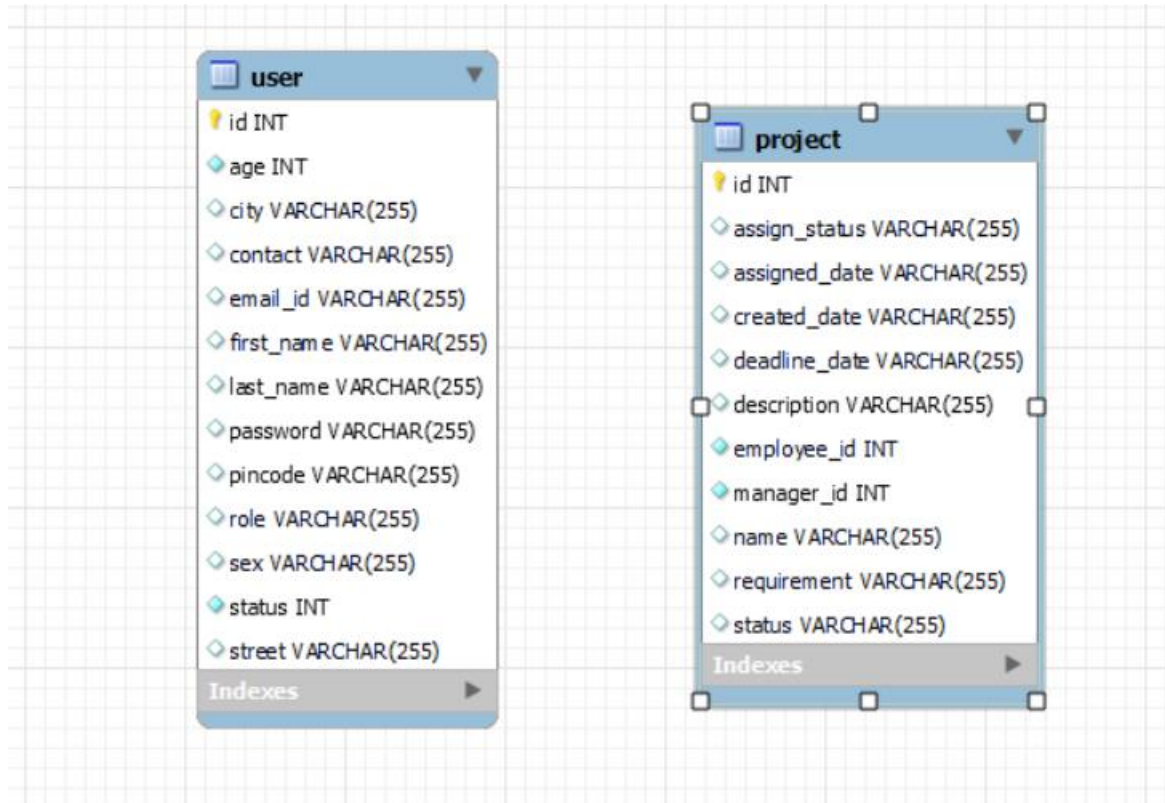 user
id INT
age INT
city VARCHAR(255)
contact VARCHAR(255)
email_id VARCHAR(255)
first_name VARCHAR(255)
last_name VARCHAR(255)
password VARCHAR(255)
pincode VARCHAR(255)
role VARCHAR(255)
sex VARCHAR(255)
status INT
street VARCHAR(255)
Indexes
project
id INT
assign_status VARCHAR(255)
assigned_date VARCHAR(255)
created_date VARCHAR(255)
deadline_date VARCHAR(255)
description VARCHAR(255)
employee_id INT
manager_id INT
name VARCHAR(255)
requirement VARCHAR(255)
status VARCHAR(255)
Indexes